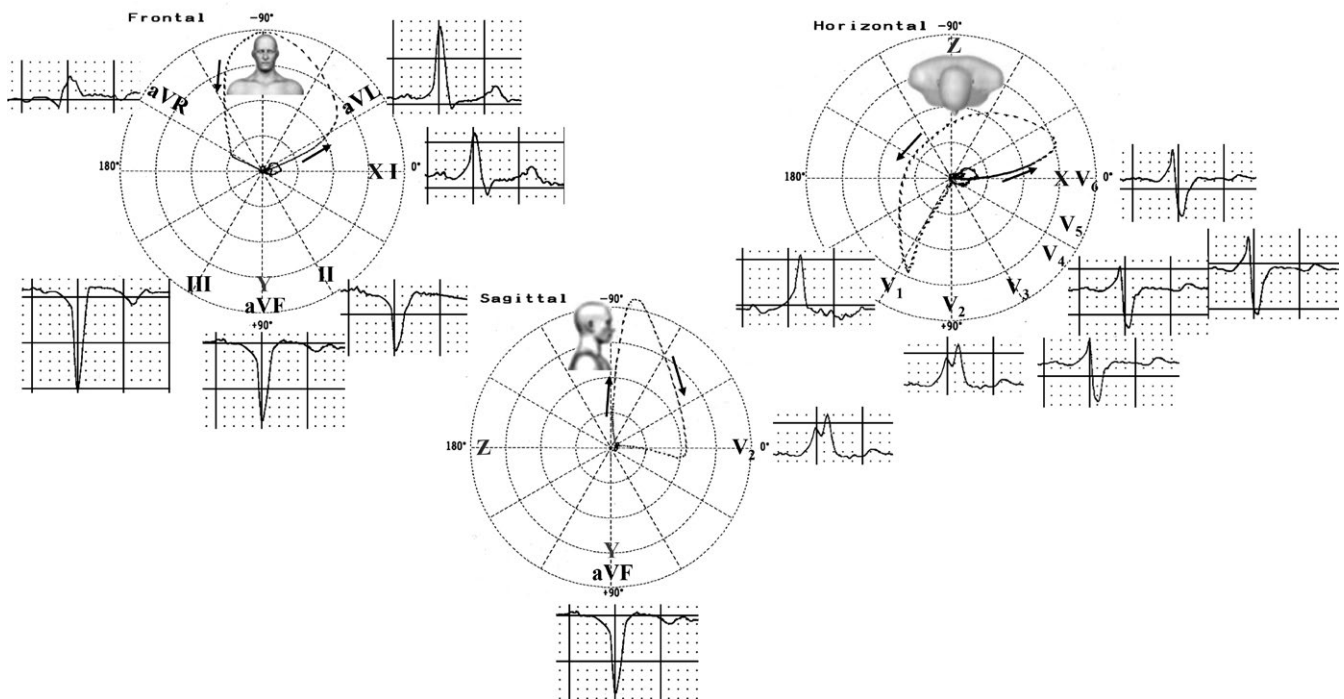 Frontal
−90°
aVR
aVL
180°
X I
0°
III
II
Y
aVF
+90°
Horizontal
−90°
Z
180°
X V6
0°
V5
V4
V1
V2
V3
+90°
Sagittal
−90°
180°
Z
V2
0°
Y
aVF
+90°